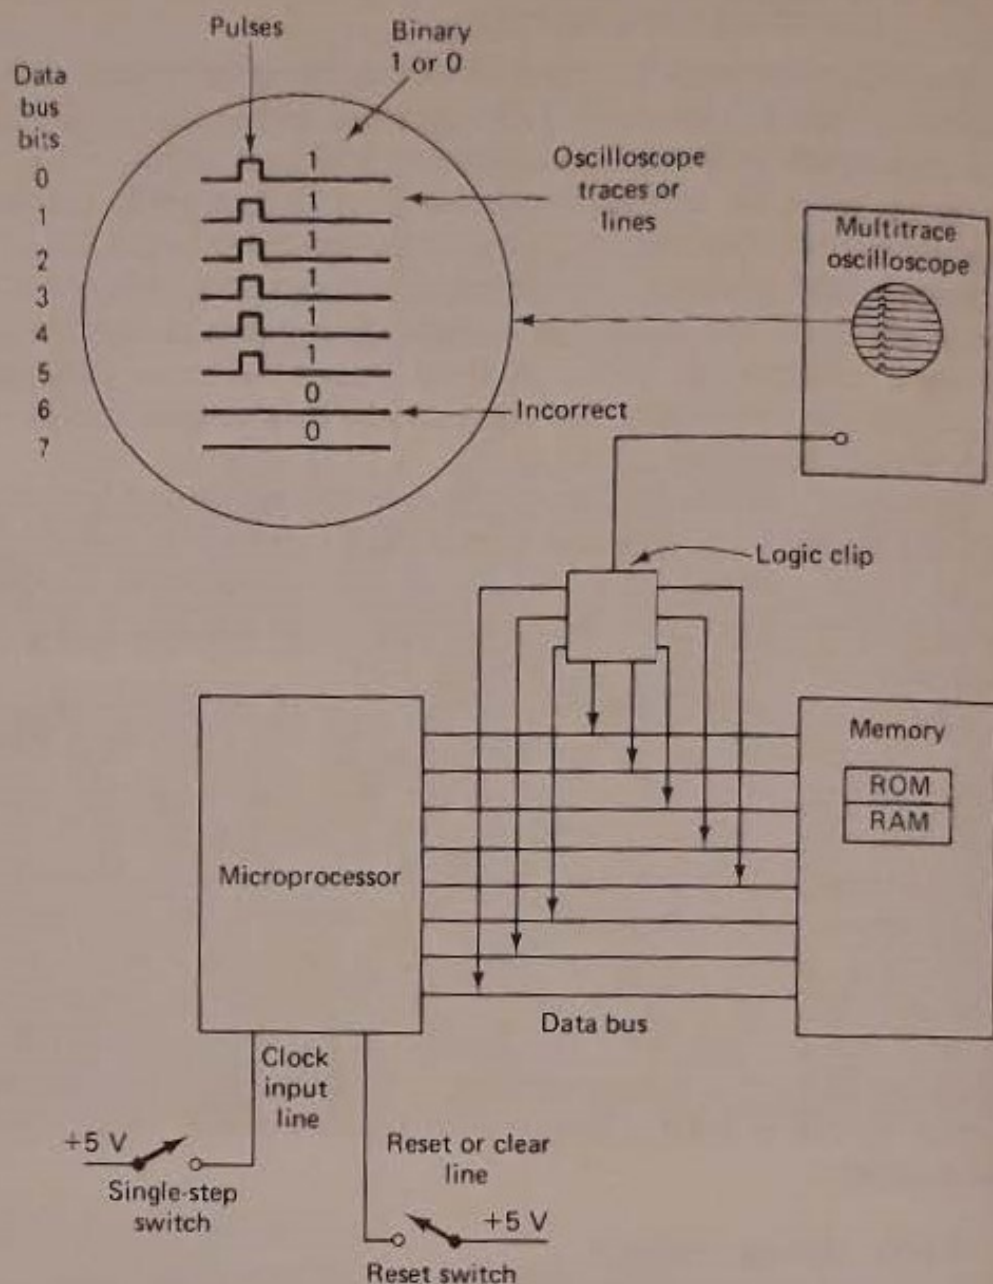 Pulses
Binary
1 or 0
Data
bus
bits
0
1
2
3
4
5
6
7
1
1
1
1
1
1
0
0
Oscilloscope
traces or
lines
Incorrect
Multitrace
oscilloscope
Logic clip
Microprocessor
Memory
ROM
RAM
Data bus
Clock
input
line
+5 V
Single-step
switch
Reset or clear
line
+5 V
Reset switch